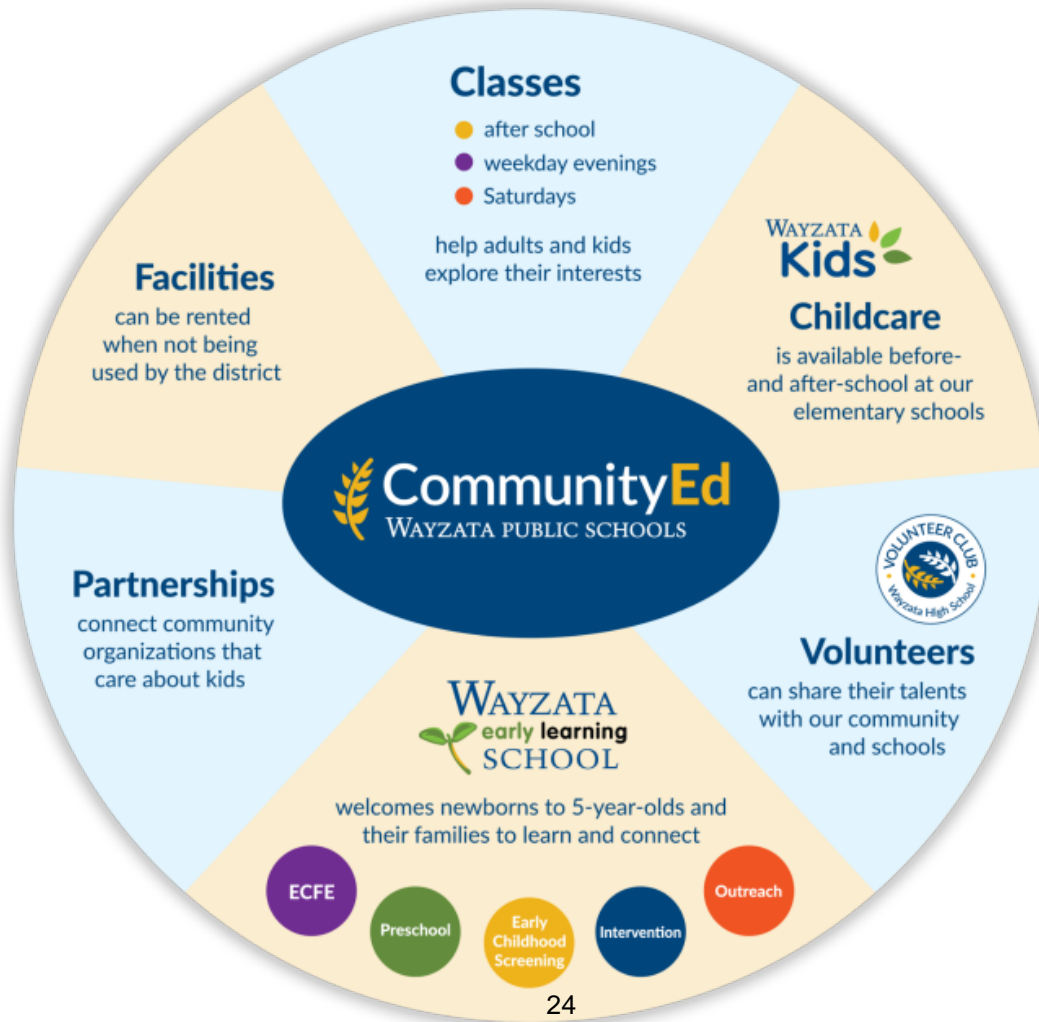 Classes
after school
weekday evenings
Saturdays
help adults and kids
explore their interests
WAYZATA
Kids
Childcare
is available before-
and after-school at our
elementary schools
VOLUNTEER CLUB
Wayzata High School
Volunteers
can share their talents
with our community
and schools
WAYZATA
early learning
SCHOOL
welcomes newborns to 5-year-olds and
their families to learn and connect
ECFE
Preschool
Early
Childhood
Screening
Intervention
Outreach
Partnerships
connect community
organizations that
care about kids
Facilities
can be rented
when not being
used by the district
CommunityEd
WAYZATA PUBLIC SCHOOLS
24